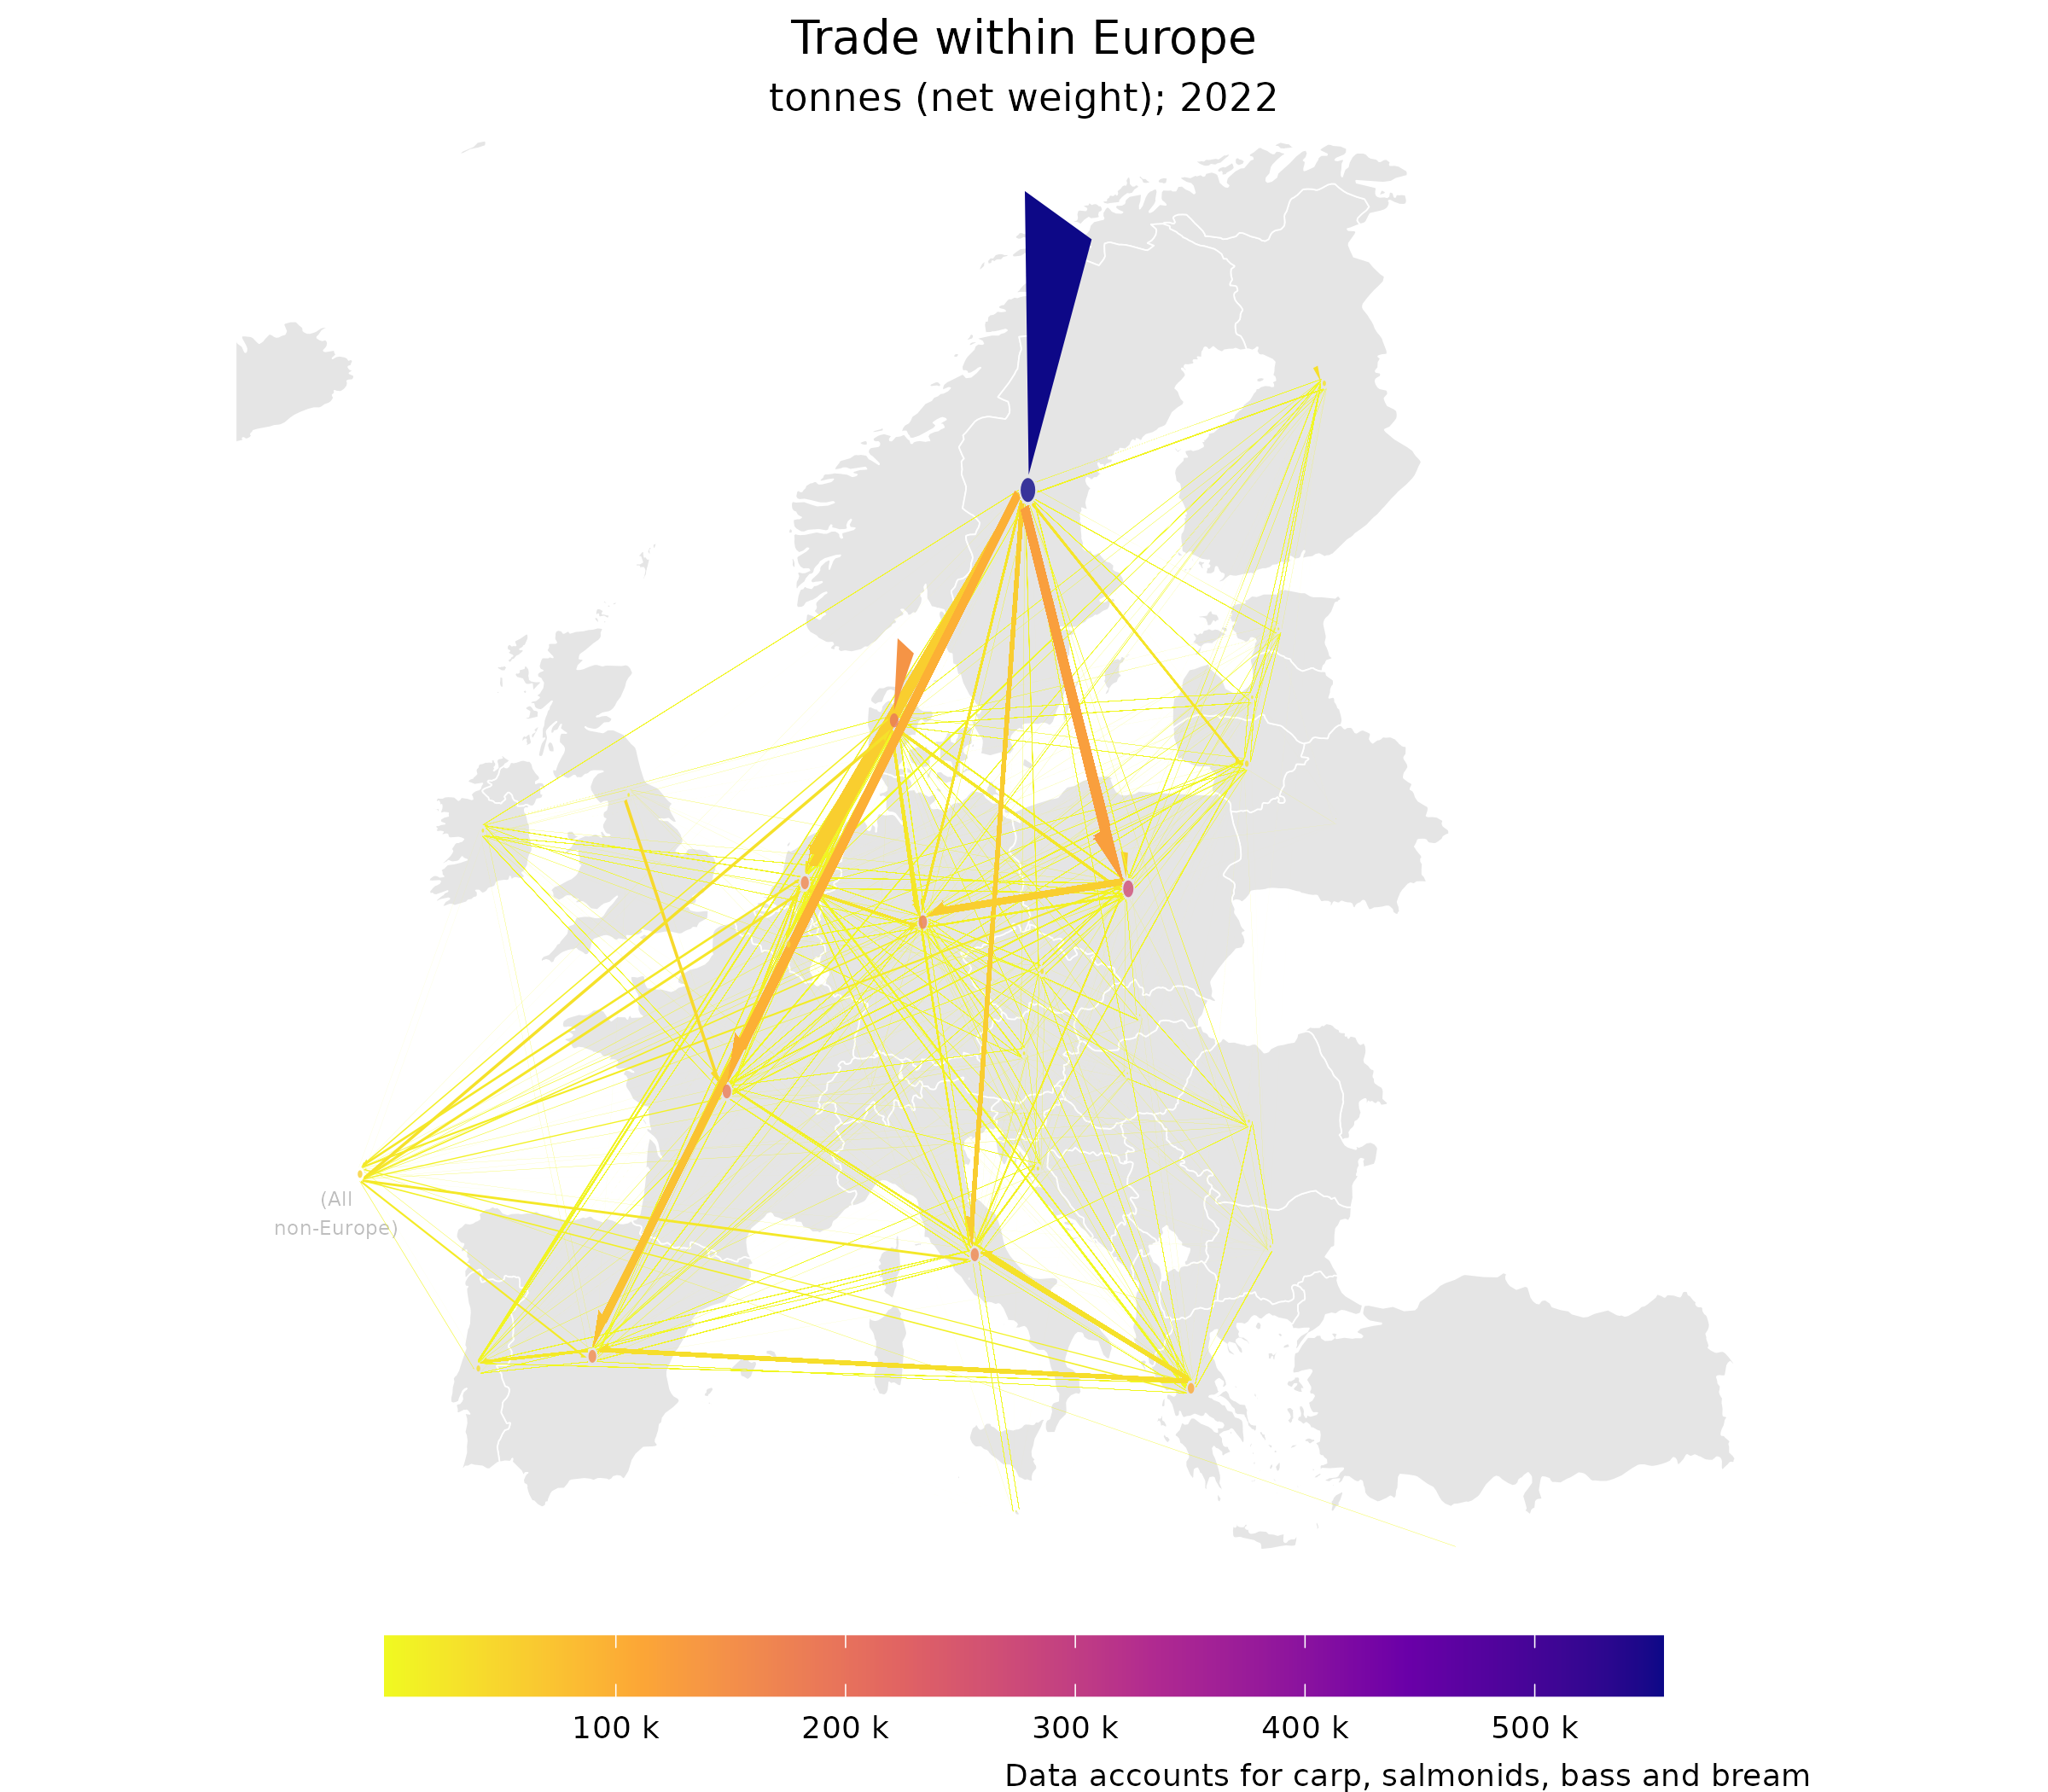 Trade within Europe
tonnes (net weight); 2022
(All
non-Europe)
100 k
200 k
300 k
400 k
500 k
Data accounts for carp, salmonids, bass and bream